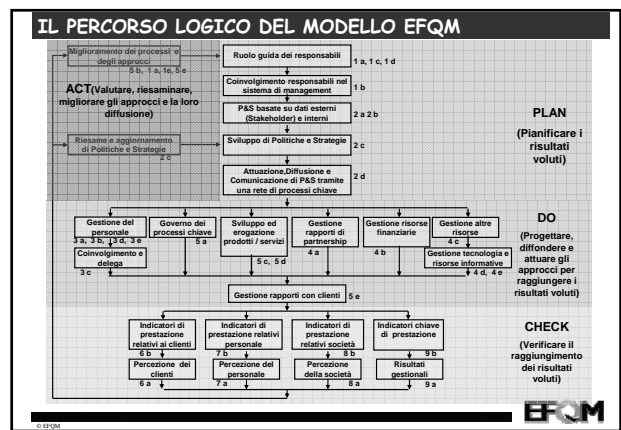 IL PERCORSO LOGICO DEL MODELLO EFQM
Miglioramento dei processi e
degli approcci
5 b, 1 a, 1e, 5 e
Ruolo guida dei responsabili
1 a, 1 c, 1 d
ACT(Valutare, riesaminare,
migliorare gli approcci e la loro
diffusione)
Coinvolgimento responsabili nel
sistema di management
1 b
P&S basate su dati esterni
(Stakeholder) e interni
2 a 2 b
PLAN
(Pianificare i
risultati
voluti)
Riesame e aggiornamento
di Politiche e Strategie
2 c
Sviluppo di Politiche e Strategie
2 c
Attuazione,Diffusione e
Comunicazione di P&S tramite
una rete di processi chiave
2 d
Gestione del
personale
3 a, 3 b, 3 d, 3 e
Governo dei
processi chiave
5 a
Sviluppo ed
erogazione
prodotti / servizi
5 c, 5 d
Gestione
rapporti di
partnership
4 a
Gestione risorse
finanziarie
4 b
Gestione altre
risorse
4 c
Coinvolgimento e
delega
3 c
Gestione tecnologia e
risorse informative
4 d, 4 e
DO
(Progettare,
diffondere e
attuare gli
approcci per
raggiungere i
risultati voluti)
Gestione rapporti con clienti
5 e
Indicatori di
prestazione
relativi ai clienti
6 b
Indicatori di
prestazione relativi
personale
7 b
Indicatori di
prestazione
relativi società
8 b
Indicatori chiave
di prestazione
9 b
Percezione dei
clienti
6 a
Percezione del
personale
7 a
Percezione
della società
8 a
Risultati
gestionali
9 a
CHECK
(Verificare il
raggiungimento
dei risultati
voluti)
© EFQM
EFQM